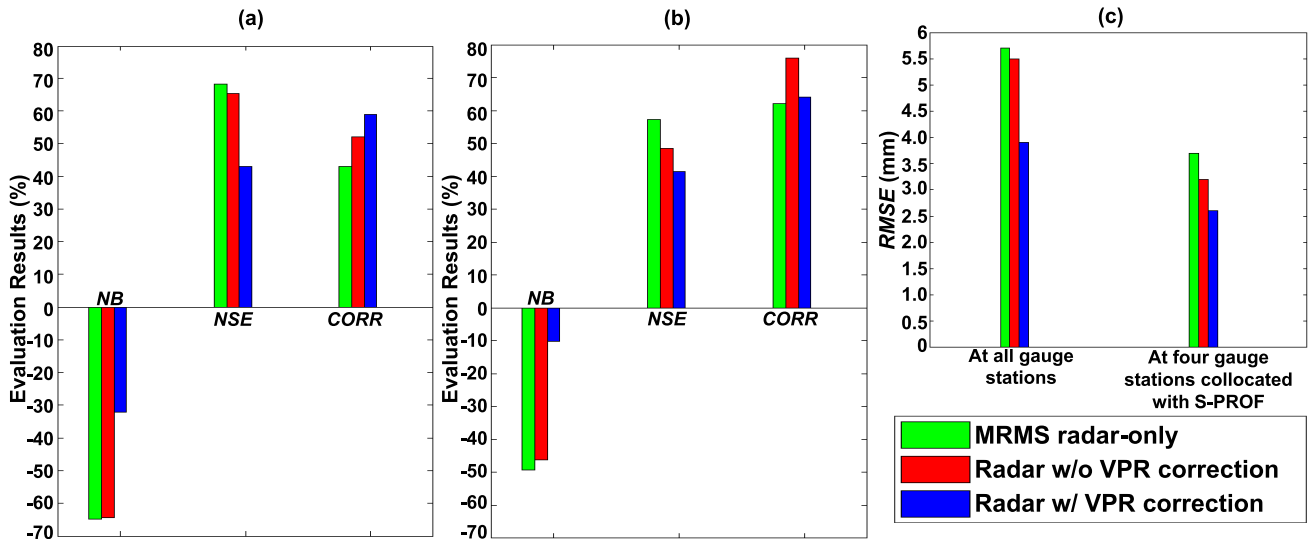 (a)
Evaluation Results (%)
80
70
60
50
40
30
20
10
0
-10
-20
-30
-40
-50
-60
-70
NB
NSE
CORR
(b)
Evaluation Results (%)
80
70
60
50
40
30
20
10
0
-10
-20
-30
-40
-50
-60
-70
NB
NSE
CORR
(c)
RMSE (mm)
6
5.5
5
4.5
4.0
3.5
3.0
2.5
2.0
1.5
1.0
0.5
0
At all gauge
stations
At four gauge
stations collocated
with S-PROF
MRMS radar-only
Radar w/o VPR correction
Radar w/ VPR correction